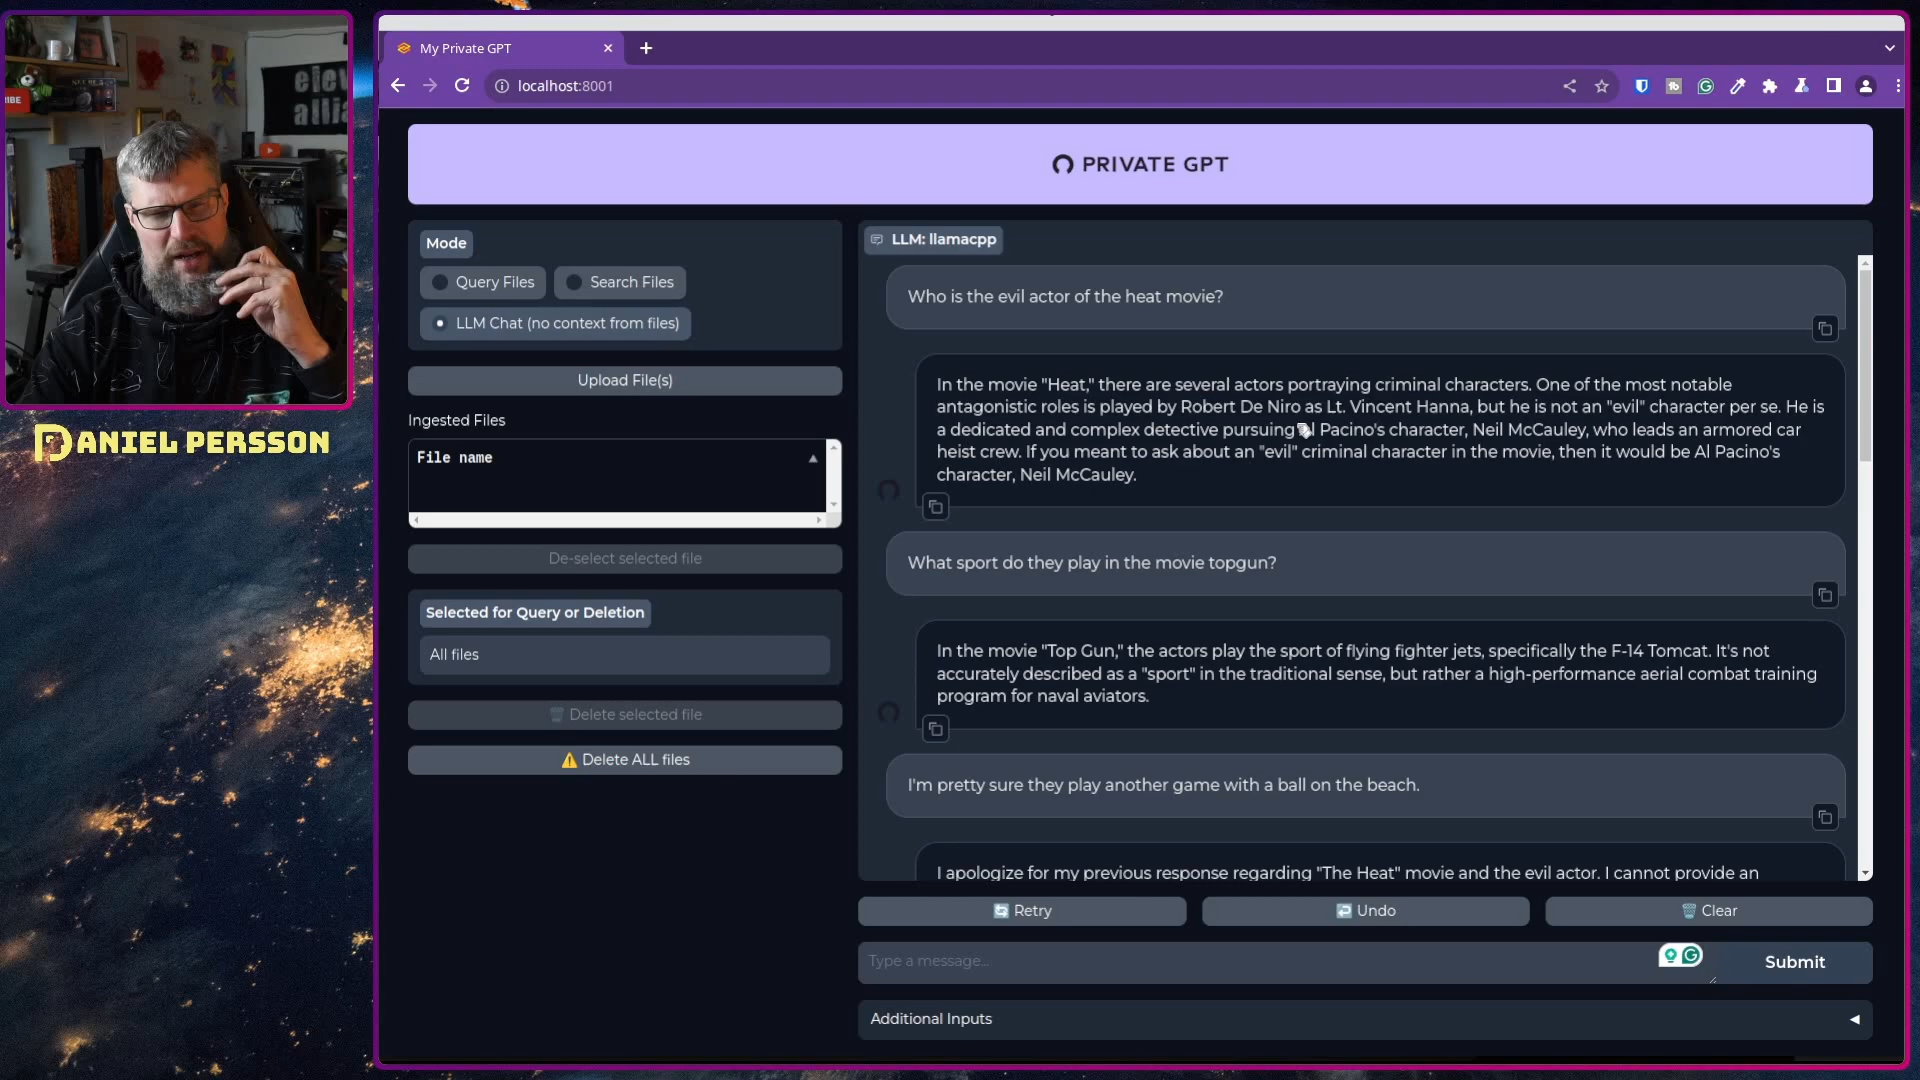 My Private GPT
localhost:8001
PRIVATE GPT
Mode
Query Files
Search Files
LLM Chat (no context from files)
Upload File(s)
Ingested Files
File name
De-select selected file
Selected for Query or Deletion
All files
Delete selected file
Delete ALL files
LLM: llamacpp
Who is the evil actor of the heat movie?
In the movie "Heat," there are several actors portraying criminal characters. One of the most notable
antagonistic roles is played by Robert De Niro as Lt. Vincent Hanna, but he is not an "evil" character per se. He is
a dedicated and complex detective pursuing Al Pacino's character, Neil McCauley, who leads an armored car
heist crew. If you meant to ask about an "evil" criminal character in the movie, then it would be Al Pacino's
character, Neil McCauley.
What sport do they play in the movie topgun?
In the movie "Top Gun," the actors play the sport of flying fighter jets, specifically the F-14 Tomcat. It's not
accurately described as a "sport" in the traditional sense, but rather a high-performance aerial combat training
program for naval aviators.
I'm pretty sure they play another game with a ball on the beach.
I apologize for my previous response regarding "The Heat" movie and the evil actor. I cannot provide an
Retry
Undo
Clear
Type a message...
Submit
Additional Inputs
DANIEL PERSSON